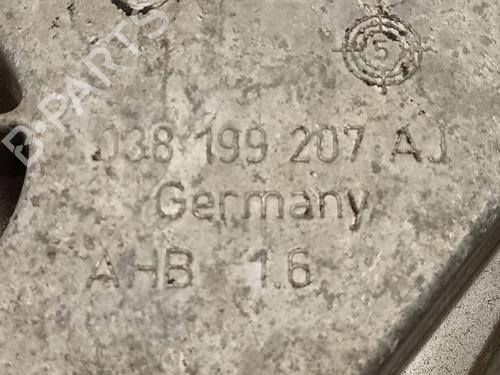 B-PARTS
5
038 199 207 AJ
Germany
AHB 1.6